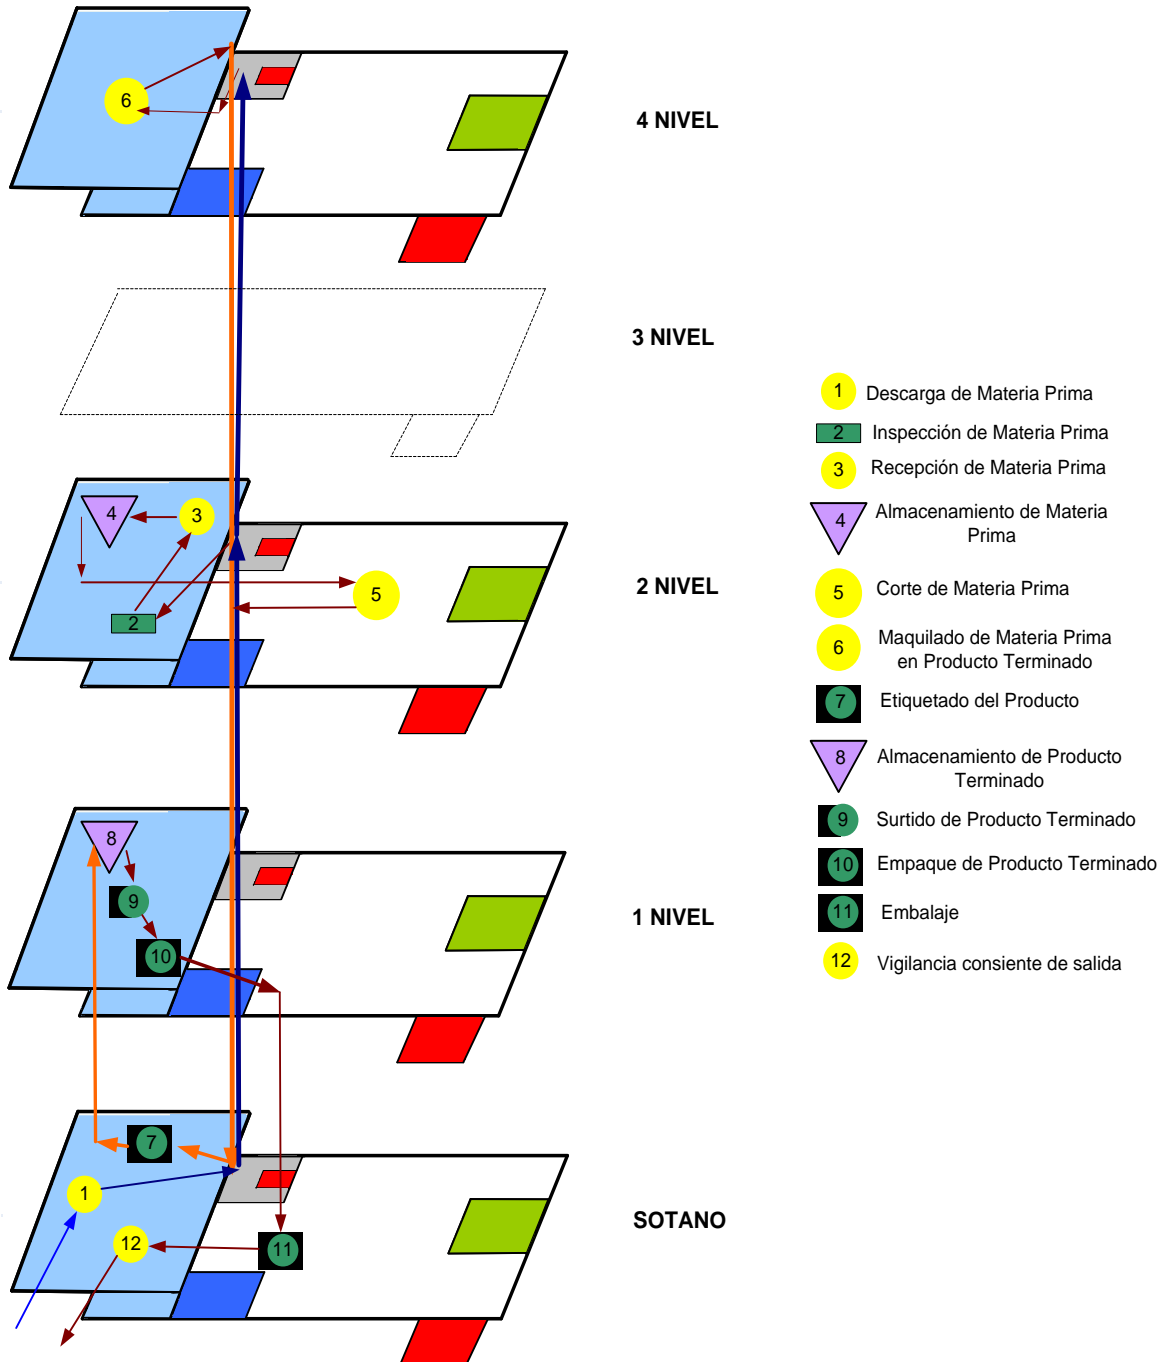 6
4 NIVEL
3 NIVEL
4
3
5
2
2 NIVEL
8
9
10
1 NIVEL
7
1
12
11
SOTANO
1 Descarga de Materia Prima
2 Inspección de Materia Prima
3 Recepción de Materia Prima
4 Almacenamiento de Materia
Prima
5 Corte de Materia Prima
6 Maquilado de Materia Prima
en Producto Terminado
7 Etiquetado del Producto
8 Almacenamiento de Producto
Terminado
9 Surtido de Producto Terminado
10 Empaque de Producto Terminado
11 Embalaje
12 Vigilancia consiente de salida